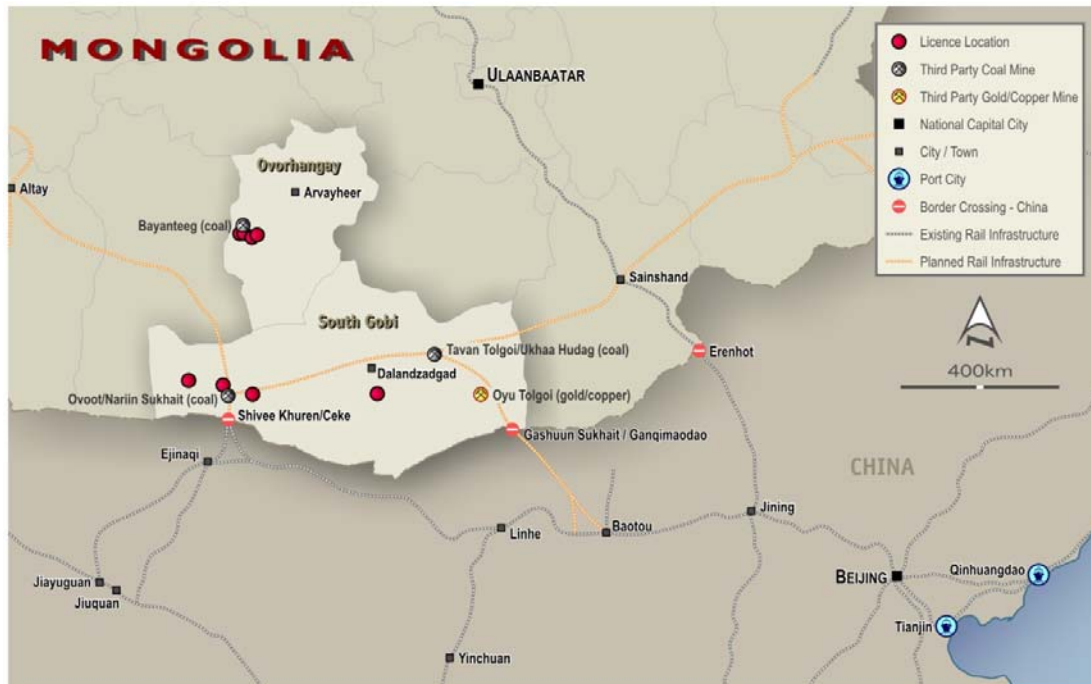 MONGOLIA
ULAANBAATAR
Licence Location
Third Party Coal Mine
Third Party Gold/Copper Mine
National Capital City
City / Town
Port City
Border Crossing - China
Existing Rail Infrastructure
Planned Rail Infrastructure
N
400km
Ovorhangay
Altay
Arvayheer
Bayanteeg (coal)
Sainshand
South Gobi
Tavan Tolgoi/Ukhaa Hudag (coal)
Erenhot
Dalandzadgad
Ovoot/Nariin Sukhait (coal)
Oyu Tolgoi (gold/copper)
Shivee Khuren/Ceke
Gashuun Sukhait / Ganqimaodao
Ejinaqi
CHINA
Jining
Linhe
Baotou
Jiayuguan
Jiuquan
BEIJING
Qinhuangdao
Tianjin
Yinchuan